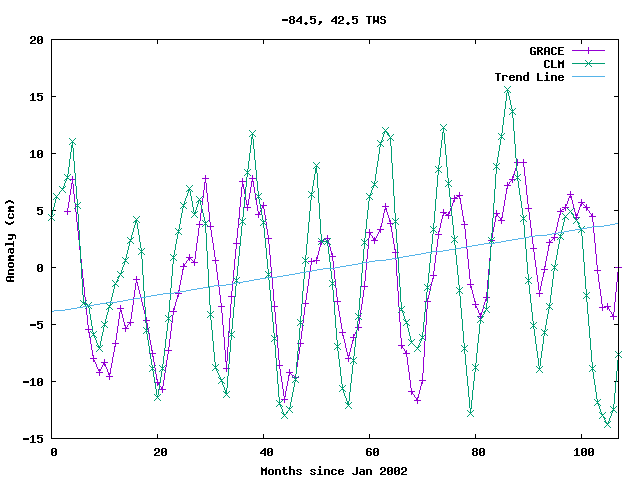 -84.5, 42.5 TWS
GRACE
CLM
Trend Line
20
15
10
5
0
-5
-10
-15
Anomaly (cm)
0 20 40 60 80 100
Months since Jan 2002